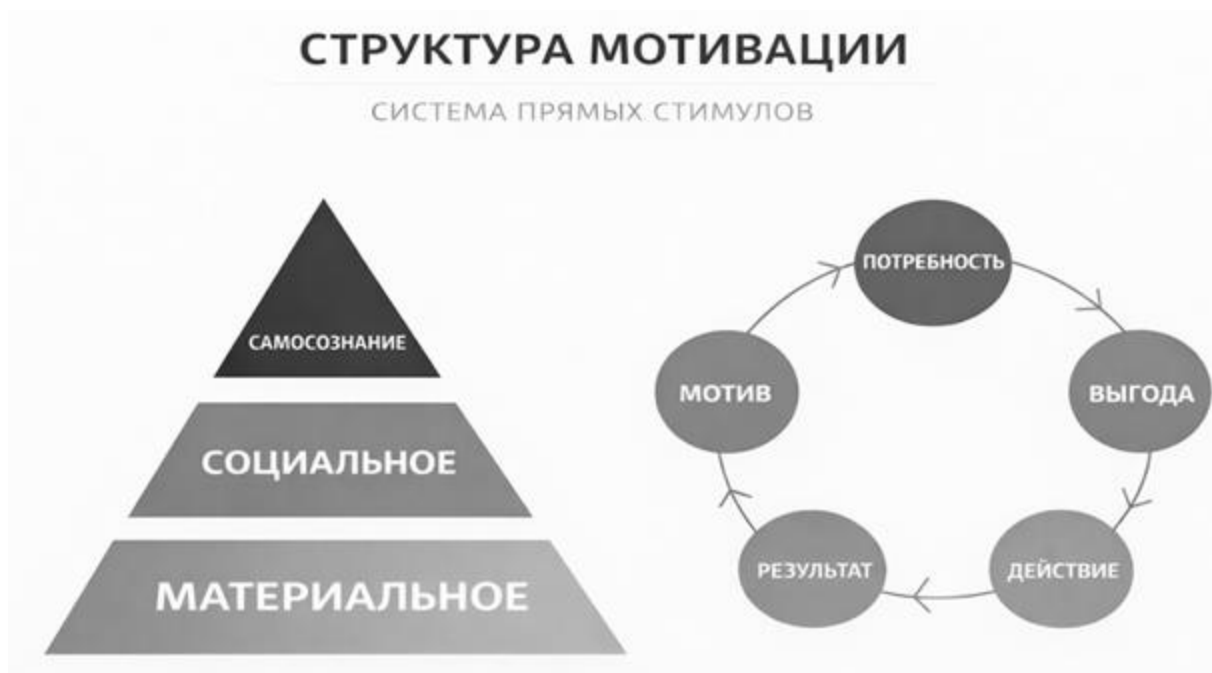 СТРУКТУРА МОТИВАЦИИ
СИСТЕМА ПРЯМЫХ СТИМУЛОВ
САМОСОЗНАНИЕ
СОЦИАЛЬНОЕ
МАТЕРИАЛЬНОЕ
ПОТРЕБНОСТЬ
ВЫГОДА
ДЕЙСТВИЕ
РЕЗУЛЬТАТ
МОТИВ